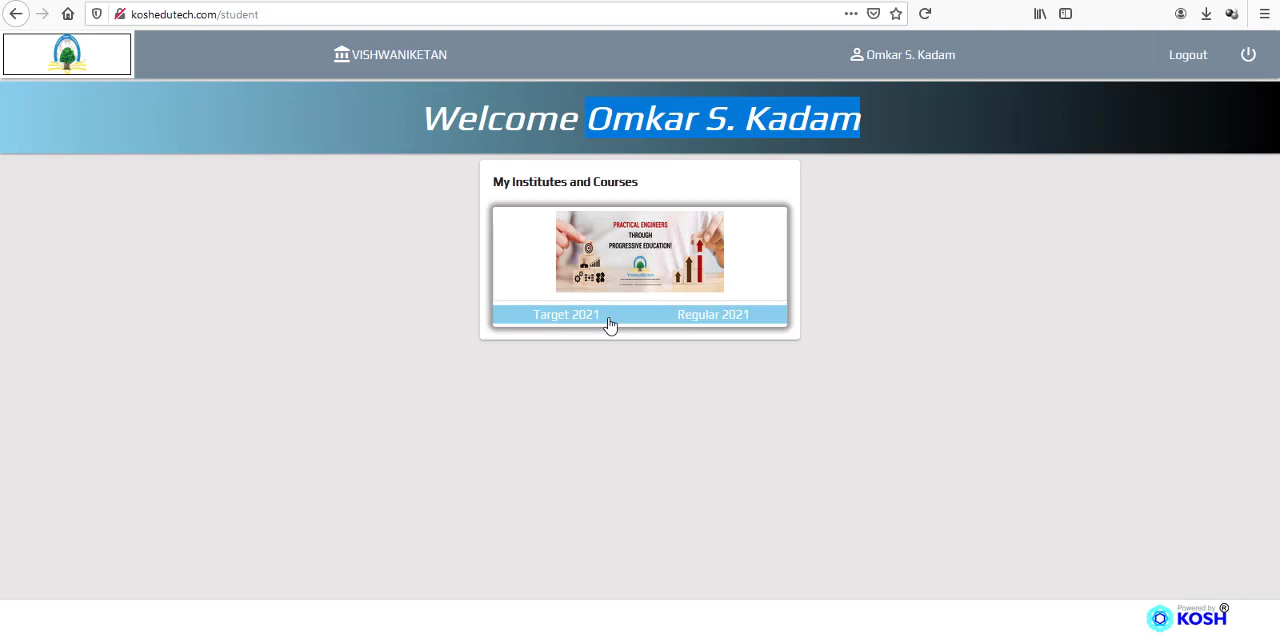 koshedutech.com/student
VISHWANIKETAN
Omkar S. Kadam
Logout
Welcome Omkar S. Kadam
My Institutes and Courses
PRACTICAL ENGINEERS
THROUGH
PROGRESSIVE EDUCATION!
Target 2021
Regular 2021
Powered by
KOSH ®